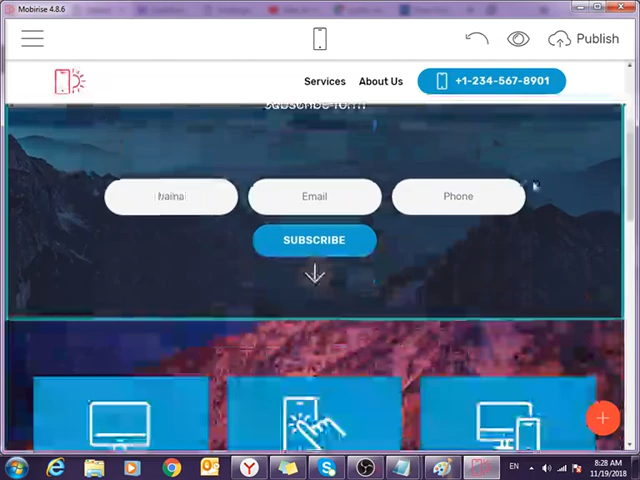 Mobirise 4.8.6
Publish
Services About Us +1-234-567-8901
Email Phone
SUBSCRIBE
EN 8:28 AM
11/19/2018